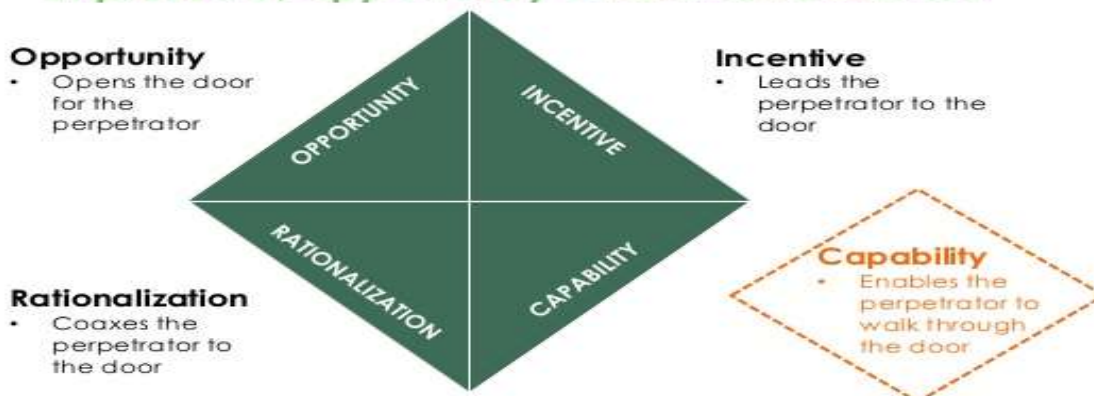 Opportunity
• Opens the door
for the
perpetrator
OPPORTUNITY
INCENTIVE
Incentive
• Leads the
perpetrator to the
door
Rationalization
• Coaxes the
perpetrator to
the door
RATIONALIZATION
CAPABILITY
Capability
• Enables the
perpetrator to
walk through
the door